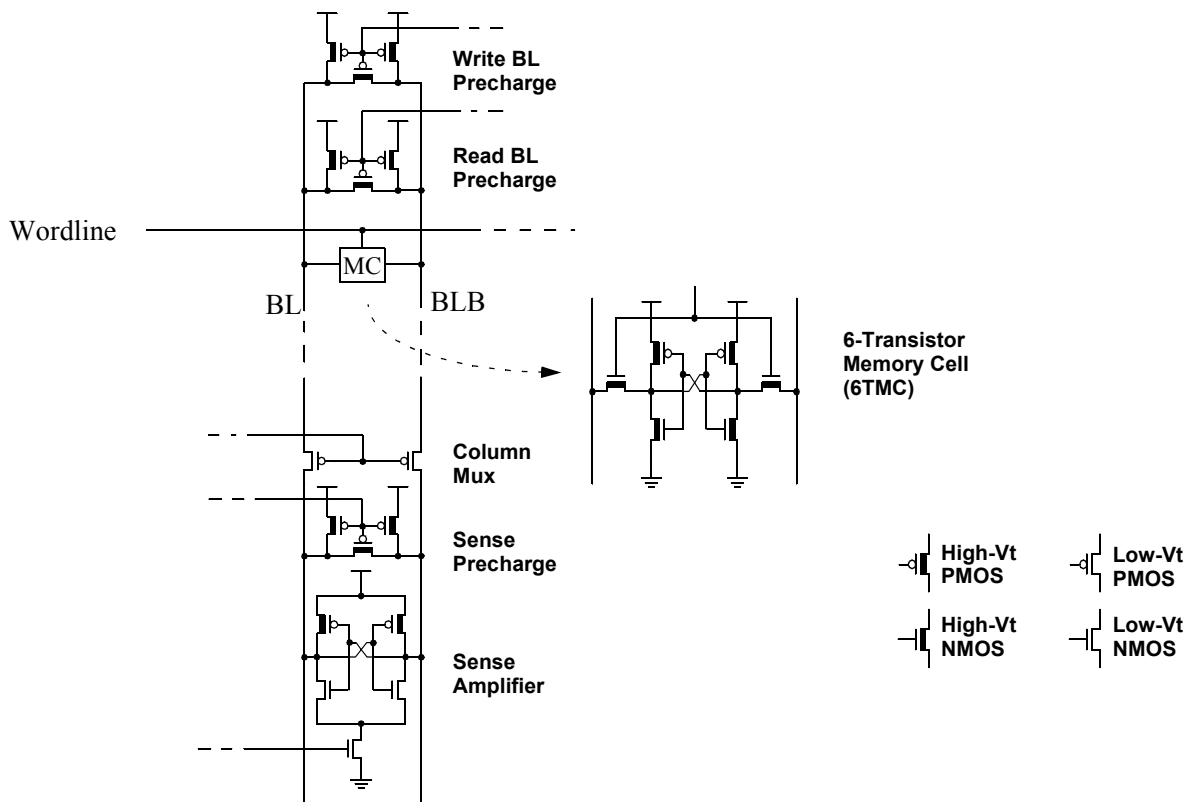 Write BL
Precharge
Read BL
Precharge
Wordline
MC
BL
BLB
6-Transistor
Memory Cell
(6TMC)
Column
Mux
Sense
Precharge
High-Vt
PMOS
Low-Vt
PMOS
High-Vt
NMOS
Low-Vt
NMOS
Sense
Amplifier